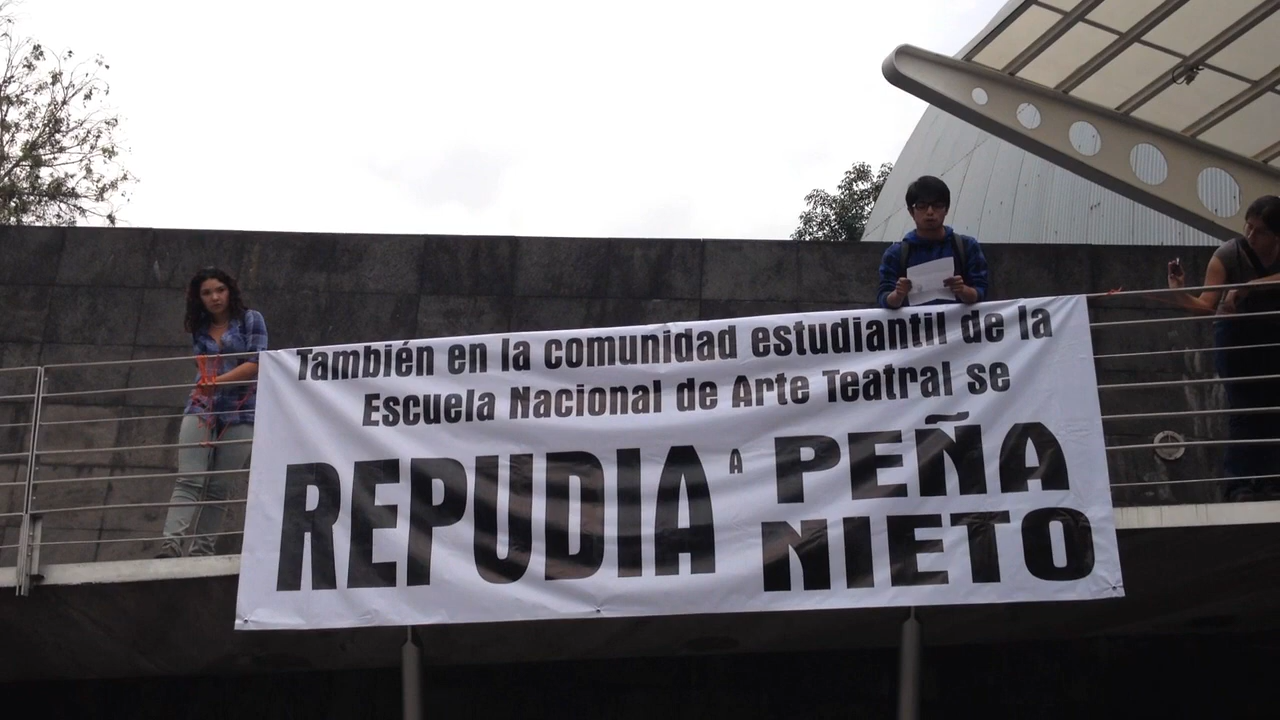 También en la comunidad estudiantil de la
Escuela Nacional de Arte Teatral se
REPUDIA A PEÑA
NIETO